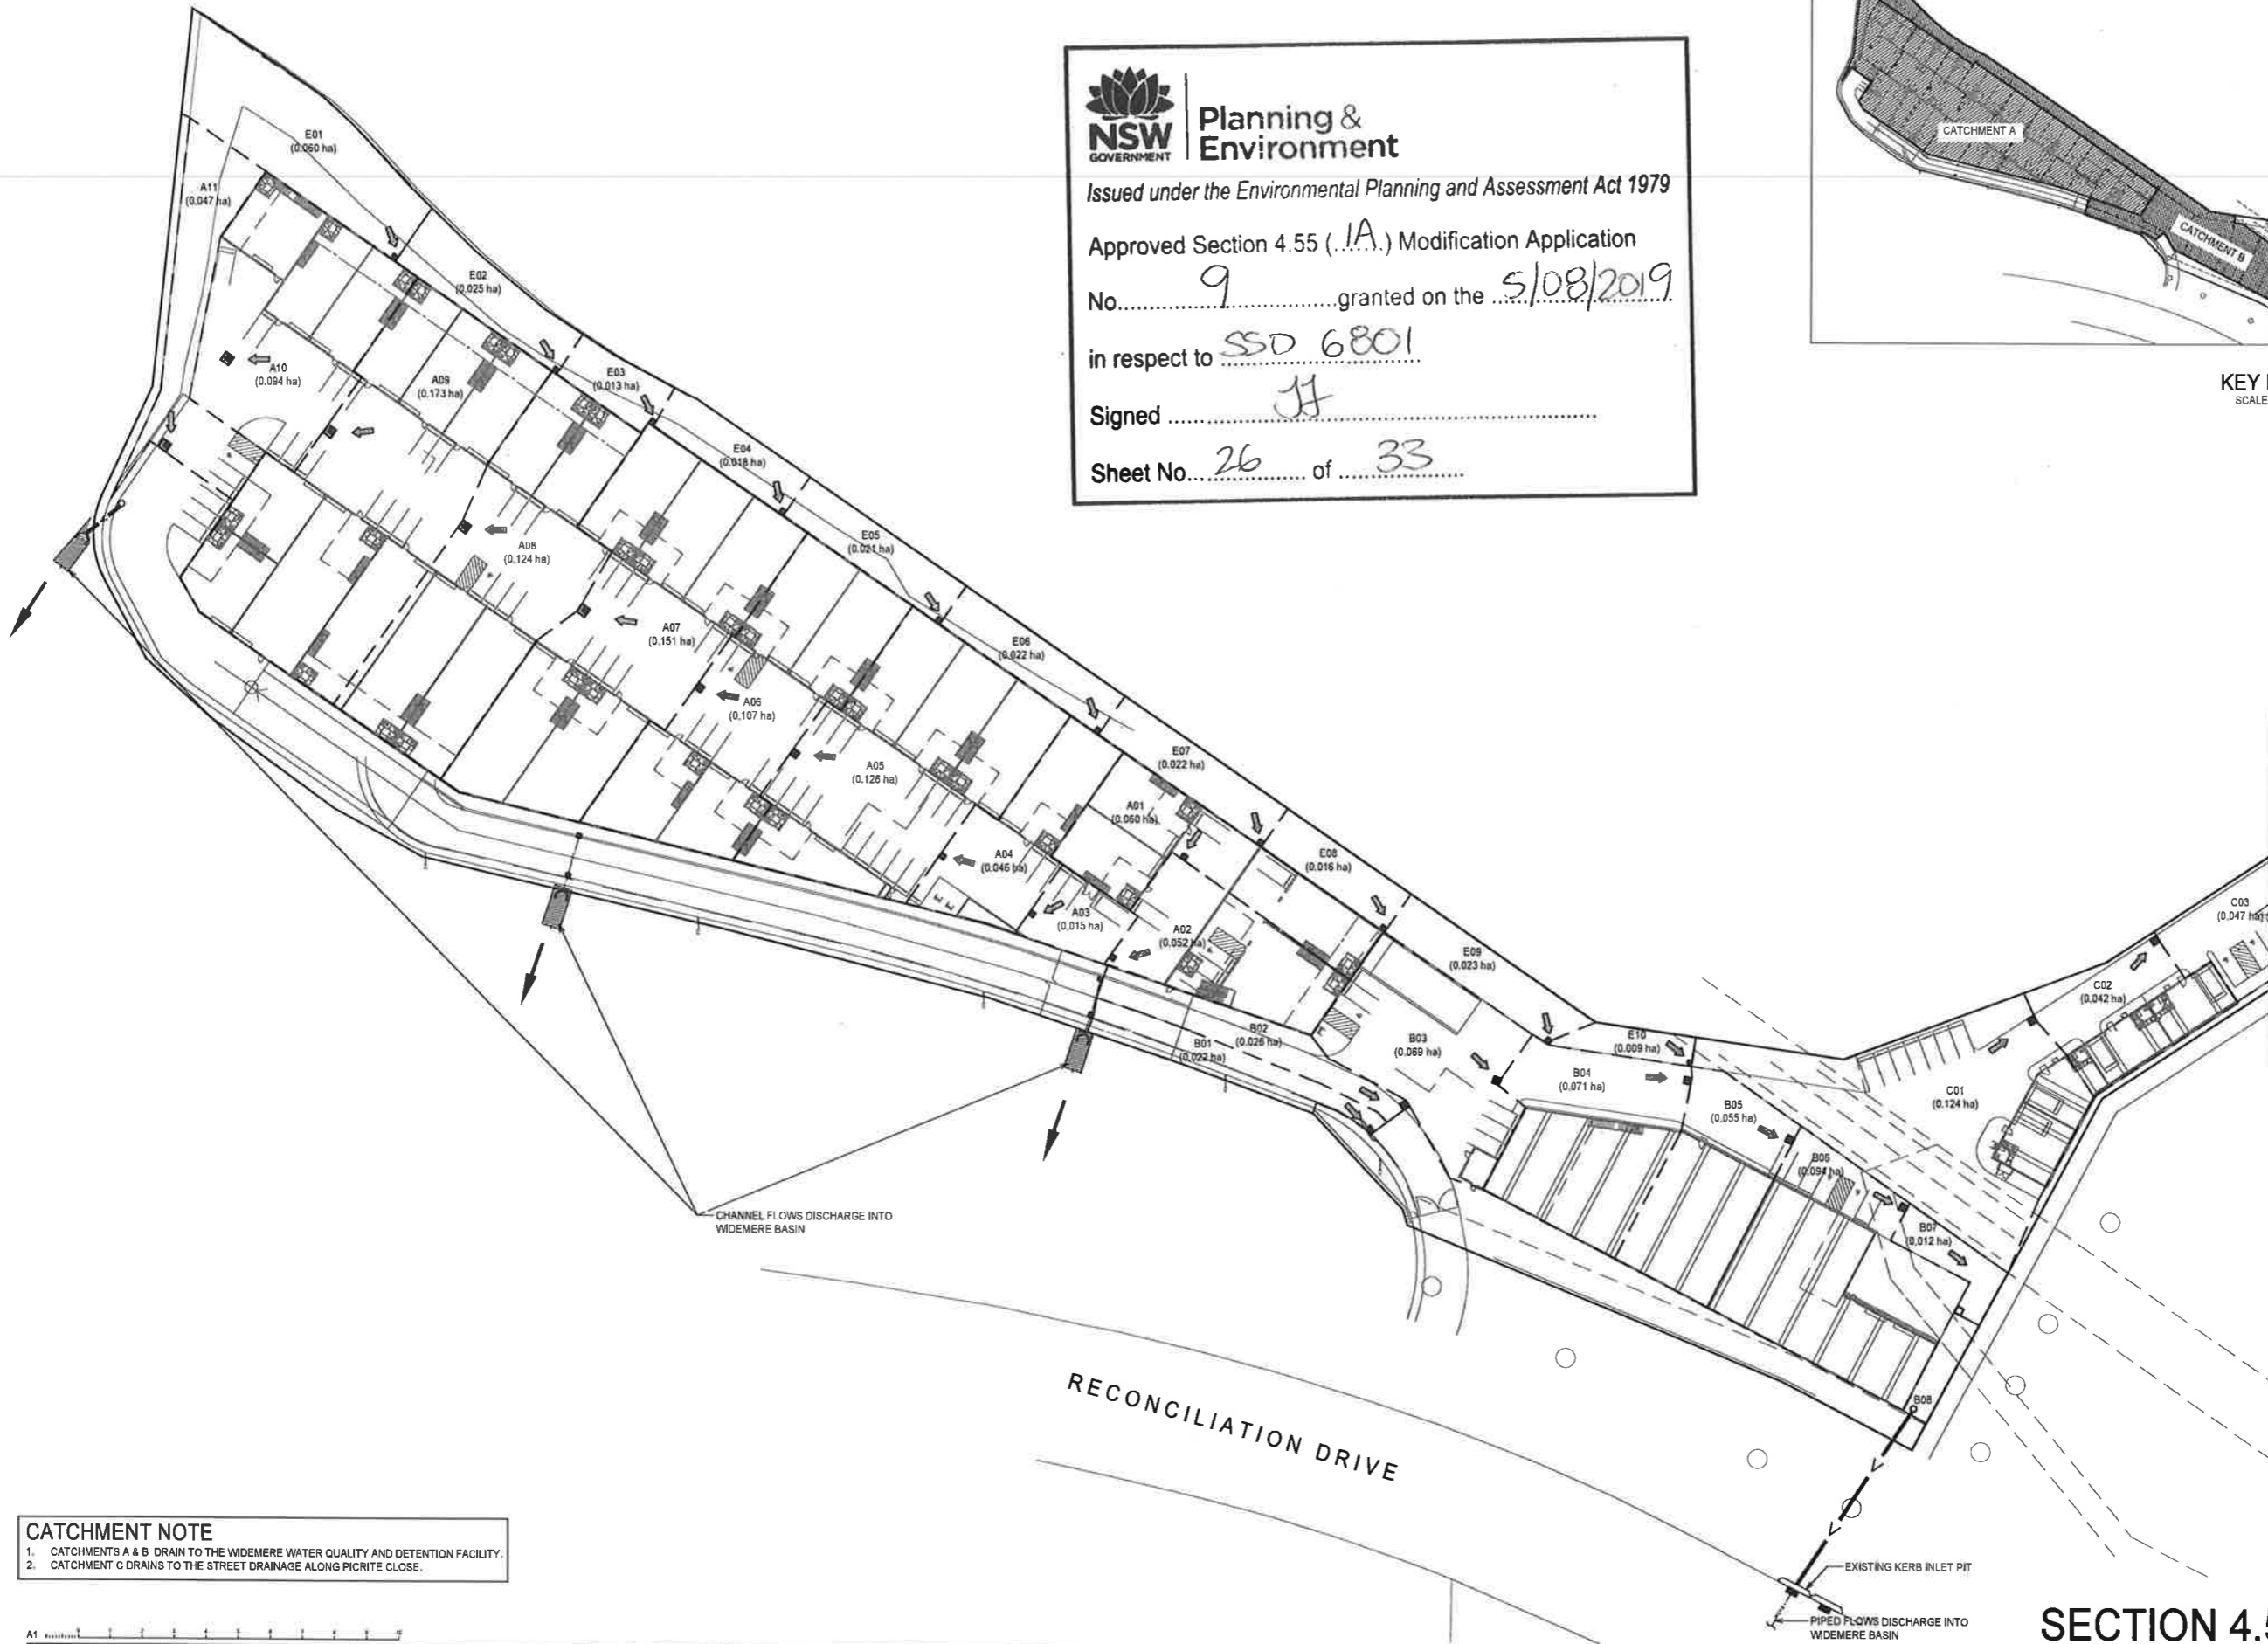 NSW
GOVERNMENT
Planning &
Environment
Issued under the Environmental Planning and Assessment Act 1979
Approved Section 4.55 (..1A..) Modification Application
No. 9 granted on the 5/08/2019
in respect to SSD 6801
Signed JJ
Sheet No. 26 of 33
CATCHMENT A
CATCHMENT B
KEY
SCALE
E01
(0.060 ha)
A11
(0.047 ha)
E02
(0.025 ha)
A10
(0.094 ha)
A09
(0.173 ha)
E03
(0.013 ha)
E04
(0.018 ha)
A08
(0.124 ha)
E05
(0.021 ha)
A07
(0.151 ha)
E06
(0.022 ha)
A06
(0.107 ha)
A05
(0.126 ha)
E07
(0.022 ha)
A01
(0.060 ha)
A04
(0.046 ha)
E08
(0.016 ha)
A03
(0.015 ha)
A02
(0.052 ha)
E09
(0.023 ha)
C03
(0.047 ha)
C02
(0.042 ha)
B02
(0.026 ha)
B01
(0.022 ha)
B03
(0.069 ha)
E10
(0.009 ha)
B04
(0.071 ha)
B05
(0.055 ha)
C01
(0.124 ha)
B06
(0.094 ha)
B07
(0.012 ha)
B08
CHANNEL FLOWS DISCHARGE INTO
WIDEMERE BASIN
RECONCILIATION DRIVE
EXISTING KERB INLET PIT
PIPED FLOWS DISCHARGE INTO
WIDEMERE BASIN
CATCHMENT NOTE
1. CATCHMENTS A & B DRAIN TO THE WIDEMERE WATER QUALITY AND DETENTION FACILITY.
2. CATCHMENT C DRAINS TO THE STREET DRAINAGE ALONG PICRITE CLOSE.
A1
SECTION 4.5